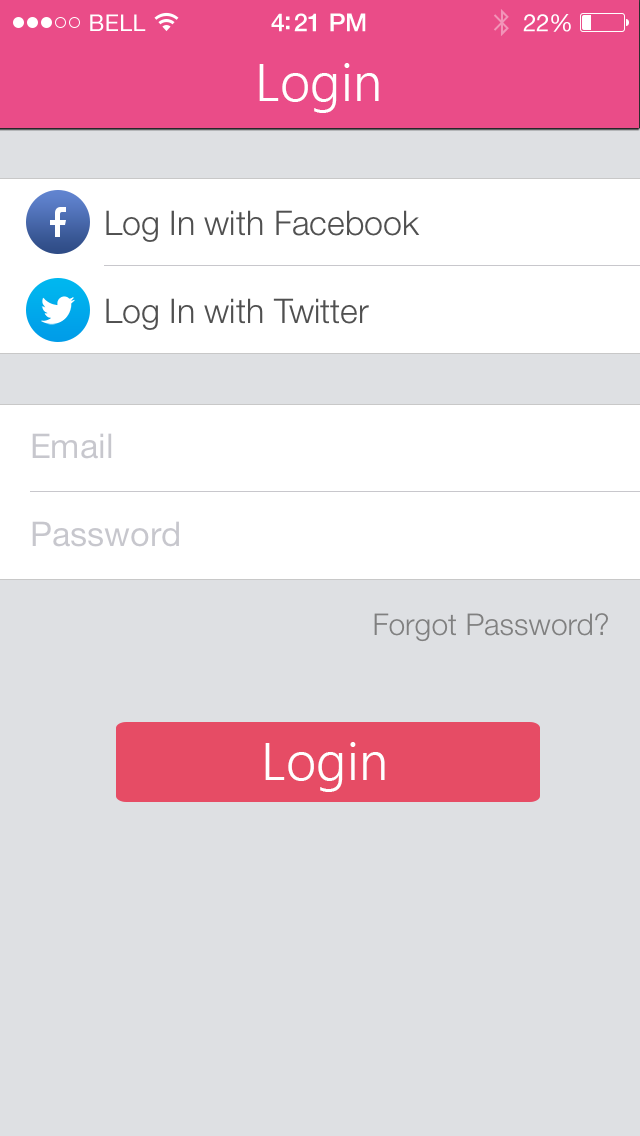 BELL 4:21 PM 22%
Login
Log In with Facebook
Log In with Twitter
Email
Password
Forgot Password?
Login